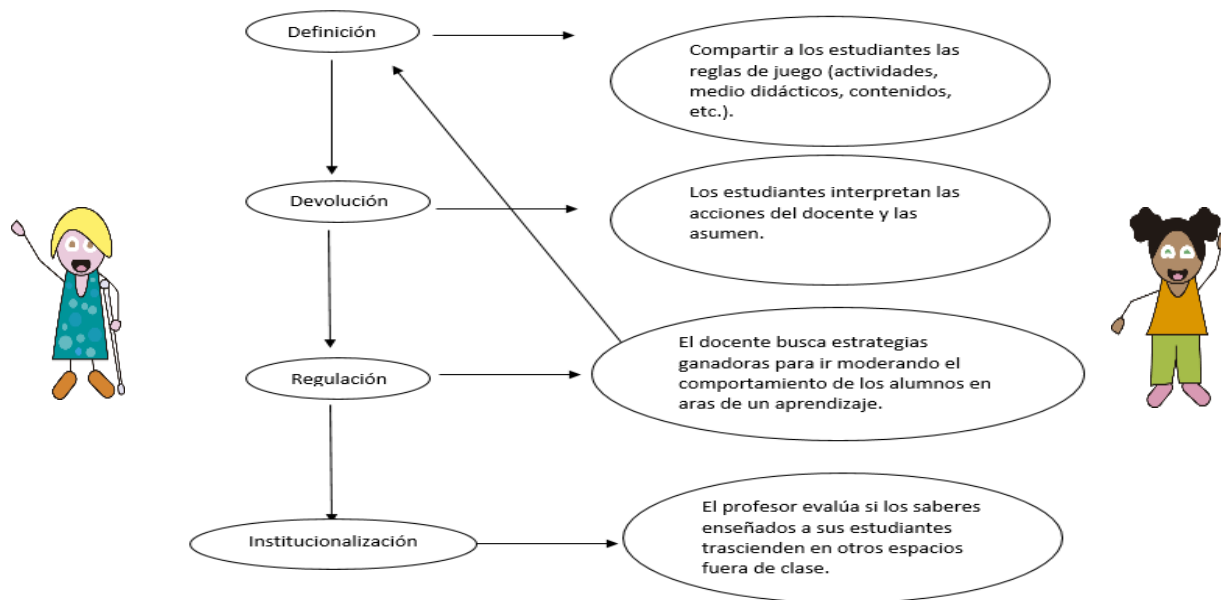 Definición
Compartir a los estudiantes las
reglas de juego (actividades,
medio didácticos, contenidos,
etc.).
Devolución
Los estudiantes interpretan las
acciones del docente y las
asumen.
Regulación
El docente busca estrategias
ganadoras para ir moderando el
comportamiento de los alumnos en
aras de un aprendizaje.
Institucionalización
El profesor evalúa si los saberes
enseñados a sus estudiantes
trascienden en otros espacios
fuera de clase.